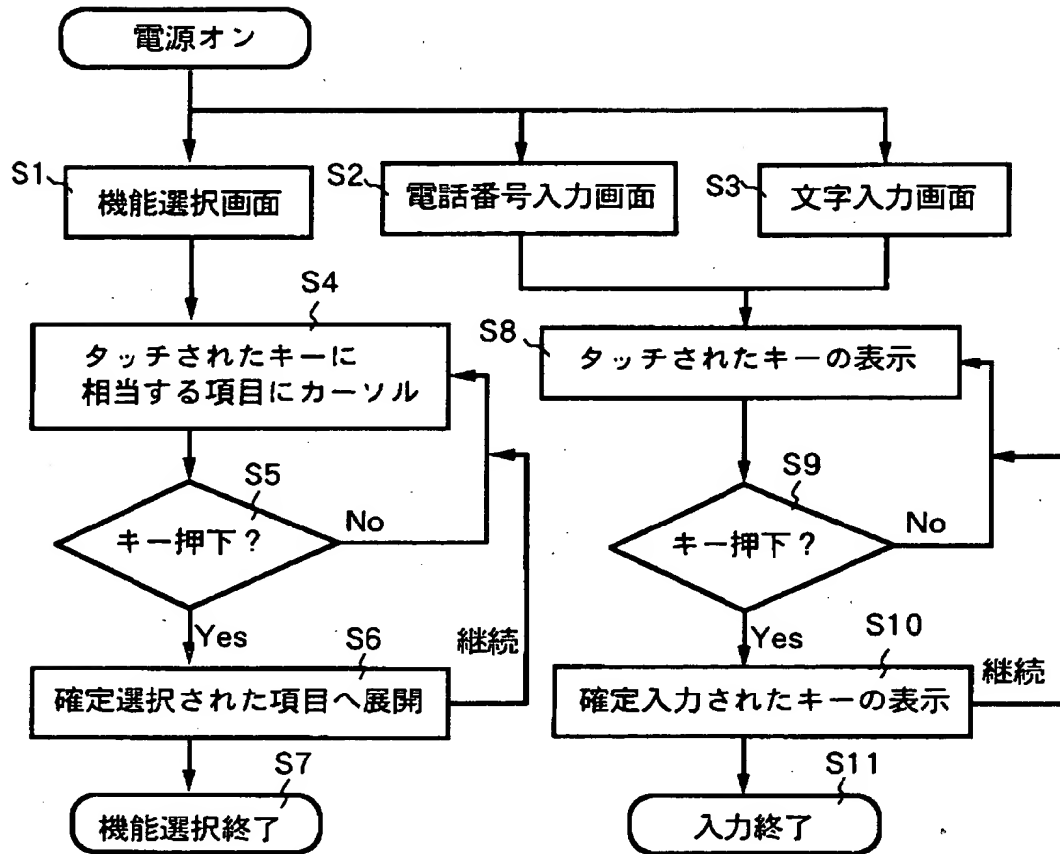 電源オン
S1
機能選択画面
S2
電話番号入力画面
S3
文字入力画面
S4
タッチされたキーに
相当する項目にカーソル
S8
タッチされたキーの表示
S5
キー押下？
No
S9
キー押下？
No
Yes
S6
継続
確定選択された項目へ展開
Yes
S10
継続
確定入力されたキーの表示
S7
機能選択終了
S11
入力終了